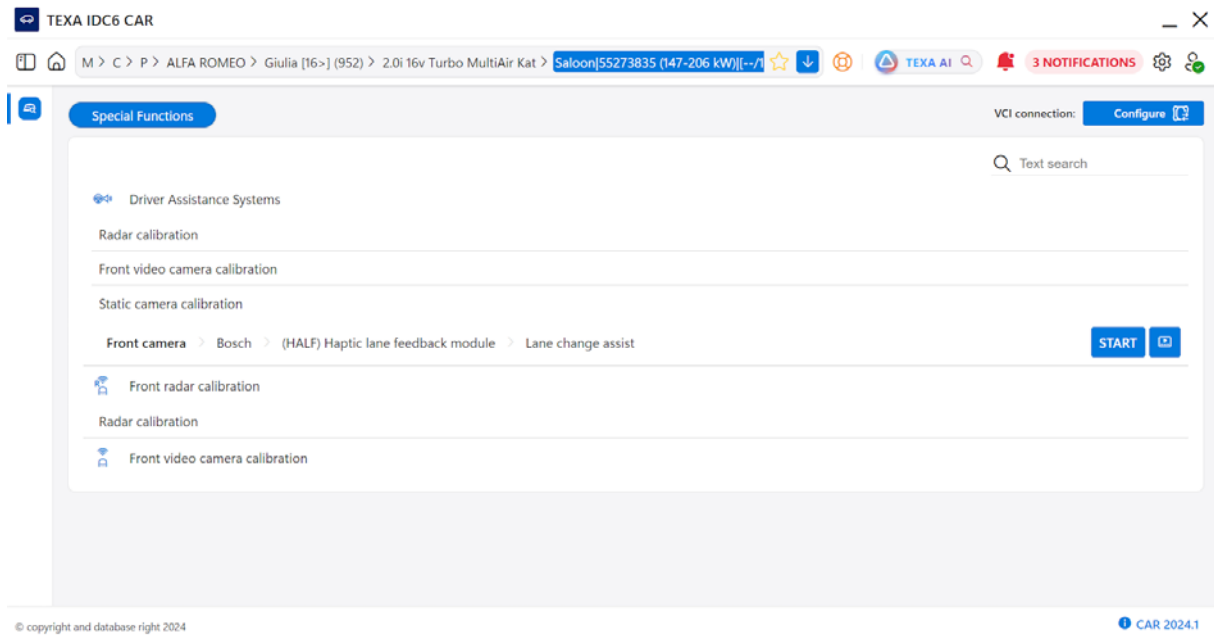 TEXA IDC6 CAR
M > C > P > ALFA ROMEO > Giulia [16>] (952) > 2.0i 16v Turbo MultiAir Kat > Saloon|55273835 (147-206 kW)|[--/1 TEXA AI 3 NOTIFICATIONS
Special Functions VCI connection: Configure
Text search
Driver Assistance Systems
Radar calibration
Front video camera calibration
Static camera calibration
Front camera > Bosch > (HALF) Haptic lane feedback module > Lane change assist START
Front radar calibration
Radar calibration
Front video camera calibration
© copyright and database right 2024 CAR 2024.1